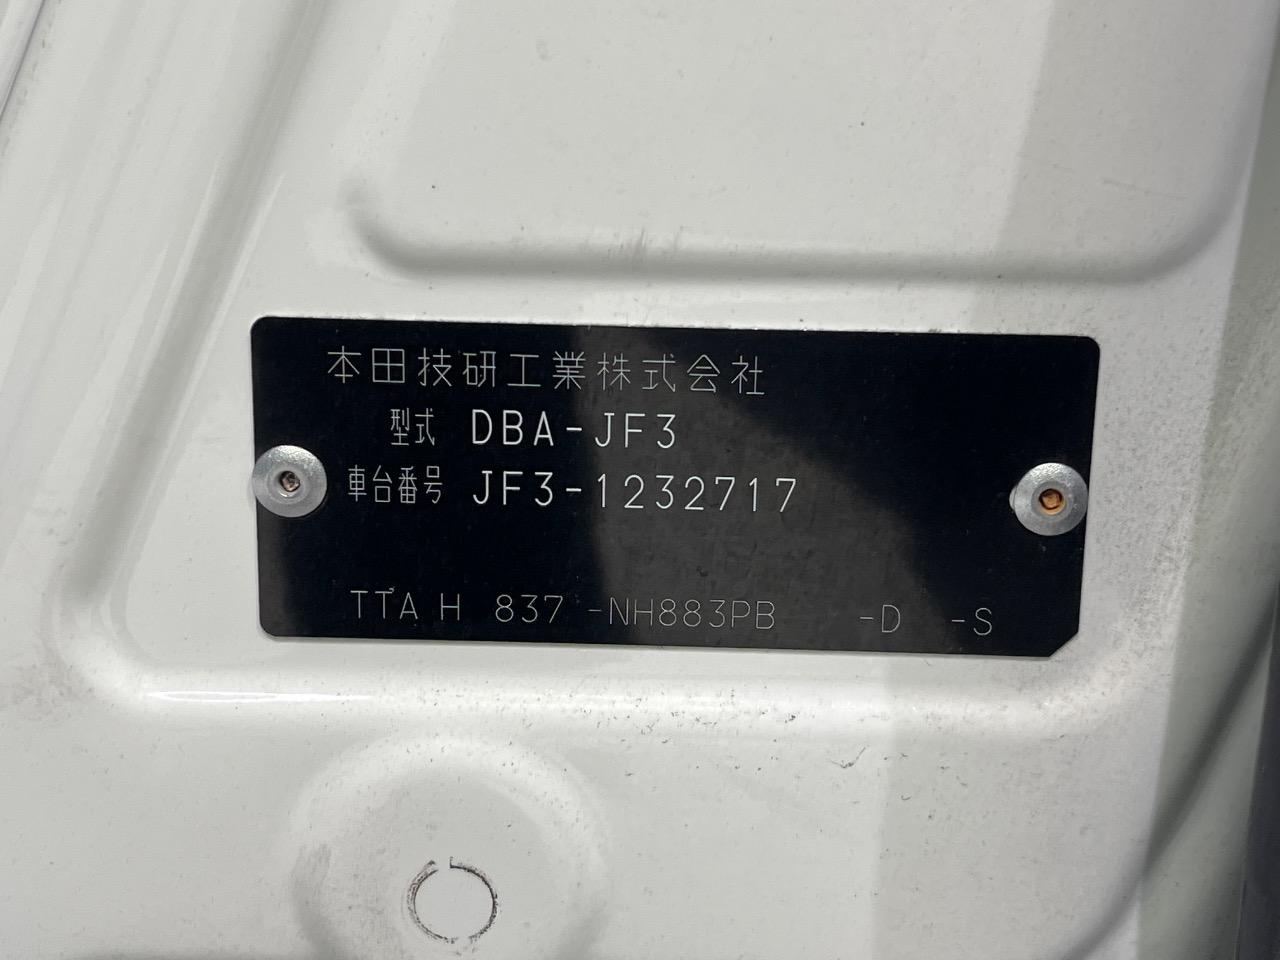 本田技研工業株式会社
型式 DBA-JF3
車台番号 JF3-1232717
TTA H 837 -NH883PB -D -S